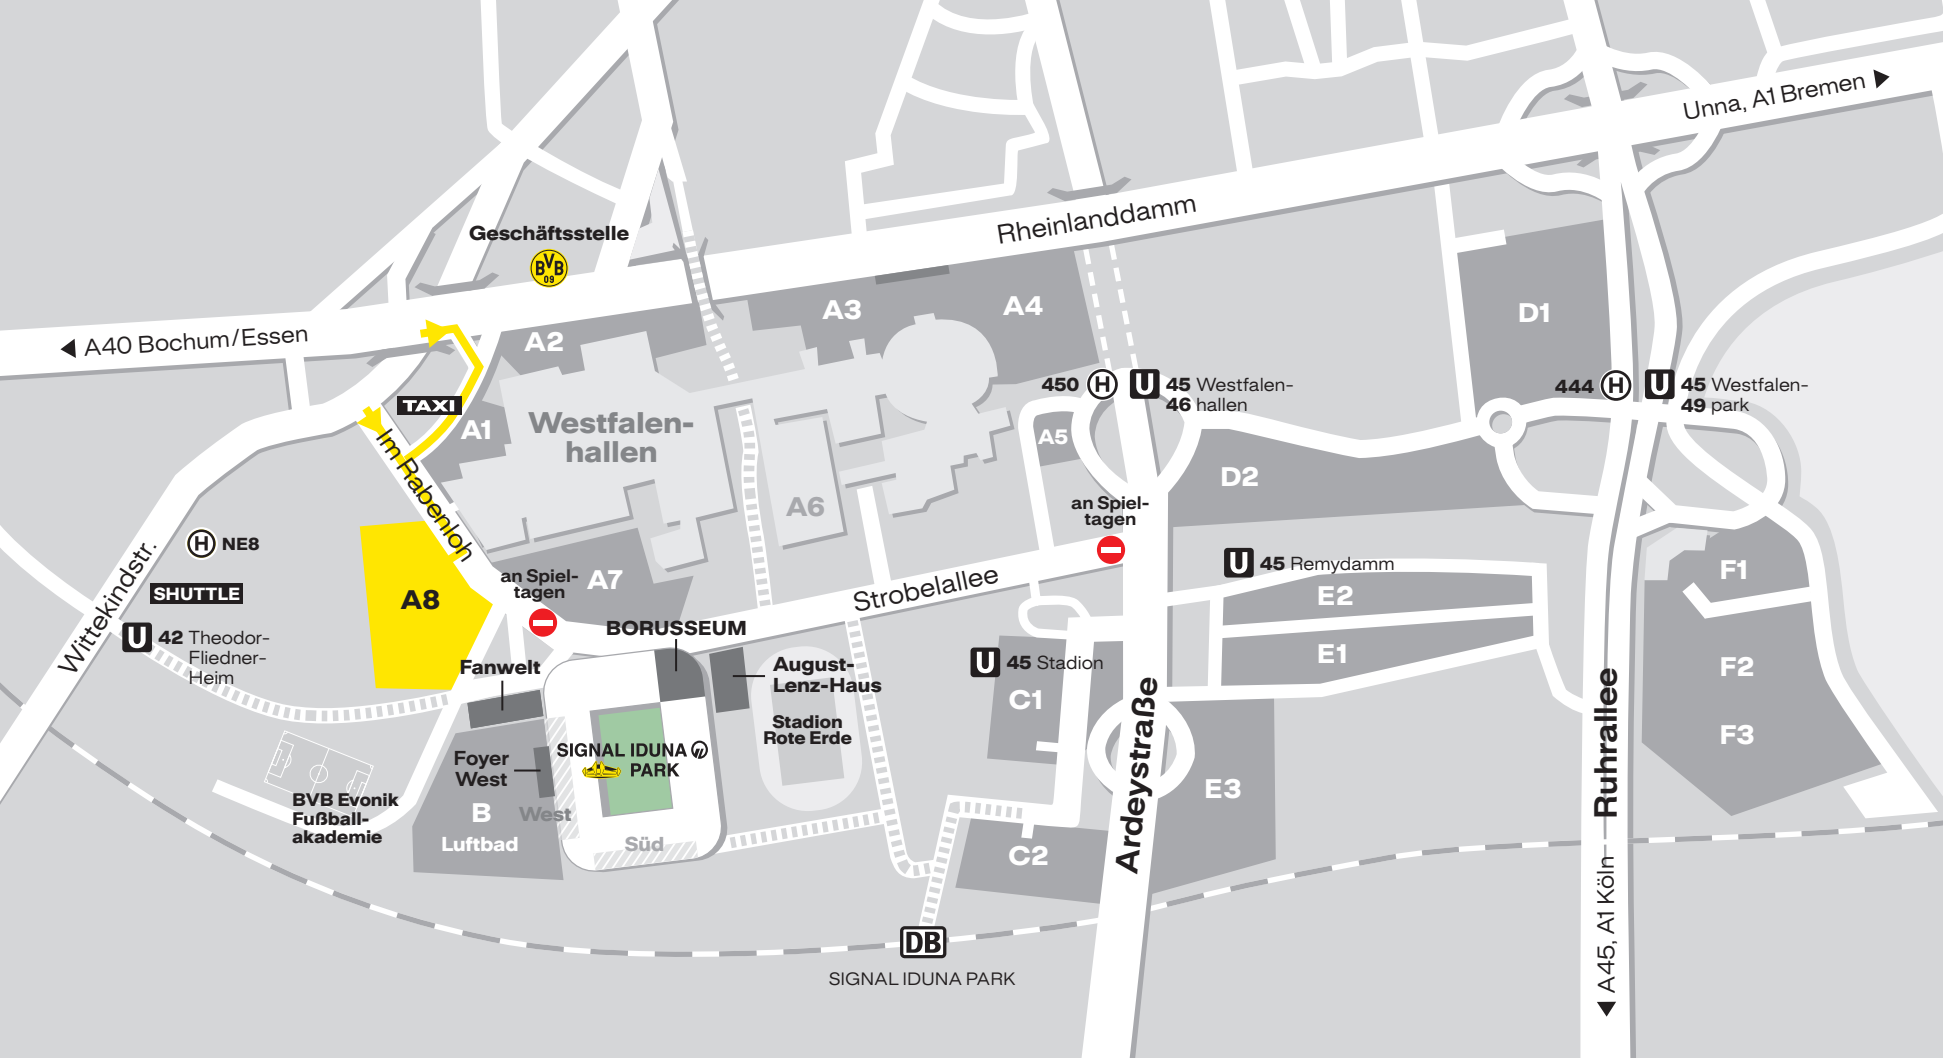 Unna, A1 Bremen
Rheinlanddamm
Geschäftsstelle
BVB
09
A40 Bochum/Essen
A2
A3
A4
D1
TAXI
A1
Westfalen-
hallen
450 H U 45 Westfalen-
46 hallen
444 H U 45 Westfalen-
49 park
A5
Im Rabenloh
A6
D2
an Spiel-
tagen
H NE8
SHUTTLE
Wittekindstr.
U 42 Theodor-
Fliedner-
Heim
A8
an Spiel-
tagen
A7
Strobelallee
U 45 Remydamm
E2
E1
F1
F2
F3
BORUSSEUM
Fanwelt
August-
Lenz-Haus
Stadion
Rote Erde
U 45 Stadion
C1
Ardeystraße
Ruhrallee
Foyer
West
SIGNAL IDUNA
PARK
BVB Evonik
Fußball-
akademie
B
Luftbad
West
Süd
E3
C2
A45, A1 Köln
DB
SIGNAL IDUNA PARK